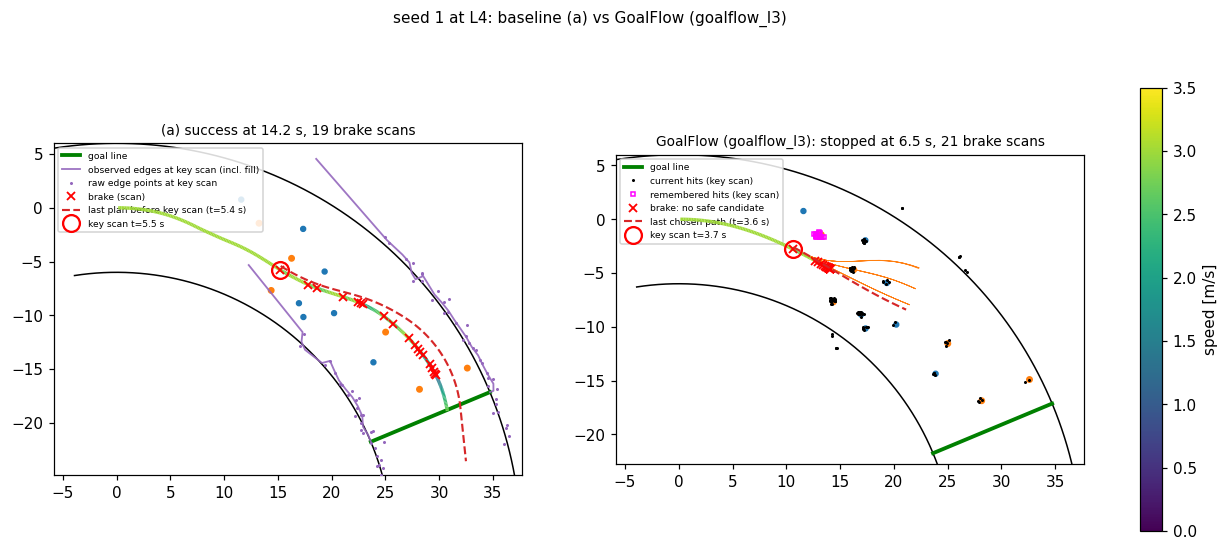 seed 1 at L4: baseline (a) vs GoalFlow (goalflow_l3)
(a) success at 14.2 s, 19 brake scans
goal line
observed edges at key scan (incl. fill)
raw edge points at key scan
brake (scan)
last plan before key scan (t=5.4 s)
key scan t=5.5 s
5
0
−5
−10
−15
−20
−5
0
5
10
15
20
25
30
35
GoalFlow (goalflow_l3): stopped at 6.5 s, 21 brake scans
goal line
current hits (key scan)
remembered hits (key scan)
brake: no safe candidate
last chosen path (t=3.6 s)
key scan t=3.7 s
5
0
−5
−10
−15
−20
−5
0
5
10
15
20
25
30
35
3.5
3.0
2.5
2.0
1.5
1.0
0.5
0.0
speed [m/s]